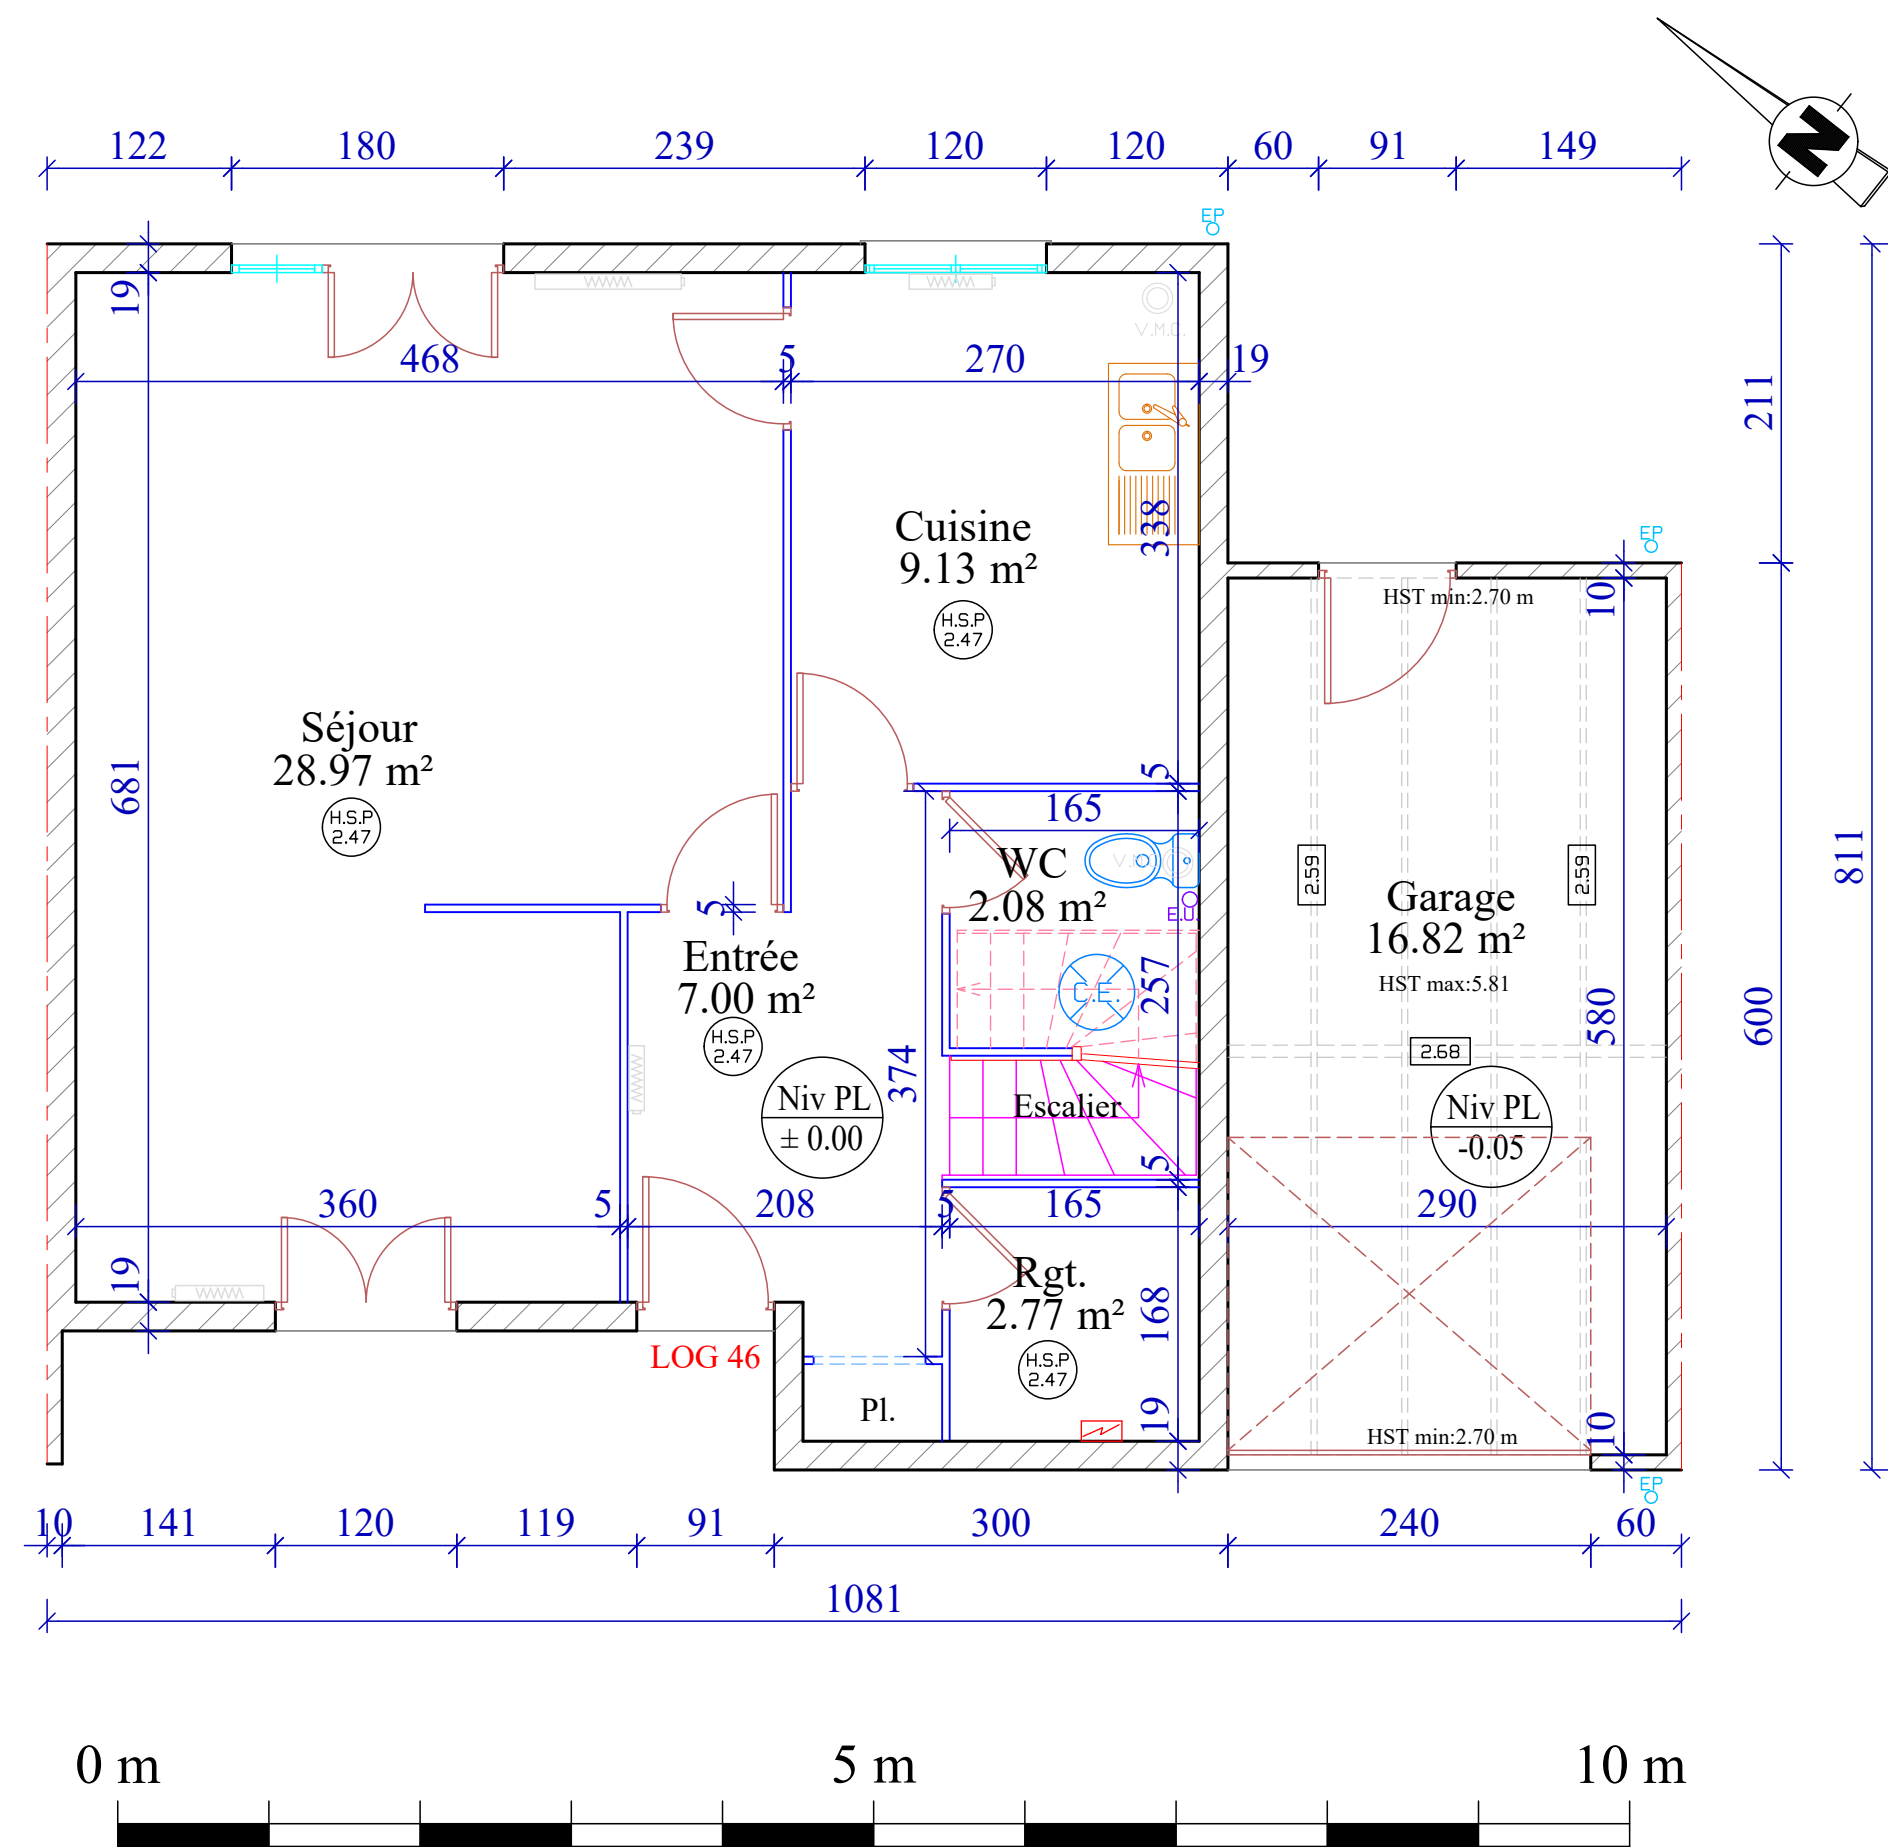 N
122 180 239 120 120 60 91 149
EP
19
V.M.C.
468 5 270 19
211
338
EP
Cuisine
9.13 m²
HST min:2.70 m
10
H.S.P
2.47
Séjour
28.97 m²
H.S.P
2.47
681
5
165
WC
2.08 m²
V.M.C.
E.U.
2.59
2.59
Garage
16.82 m²
HST max:5.81
811
5
Entrée
7.00 m²
H.S.P
2.47
C.E.
257
580
600
2.68
374
Niv PL
± 0.00
Escalier
Niv PL
-0.05
5
360 5 208 5 165 290
19
Rgt.
2.77 m²
168
H.S.P
2.47
LOG 46
Pl.
19
HST min:2.70 m
10
EP
10 141 120 119 91 300 240 60
1081
0 m 5 m 10 m